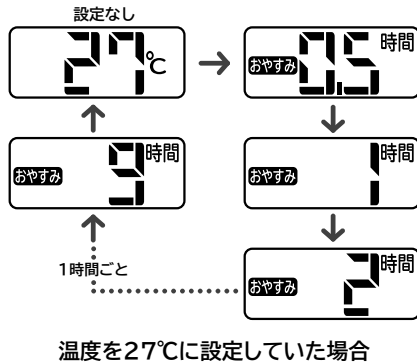 設定なし
27℃
おやすみ 0.5 時間
おやすみ 1 時間
おやすみ 2 時間
1時間ごと
おやすみ 9 時間
温度を27℃に設定していた場合